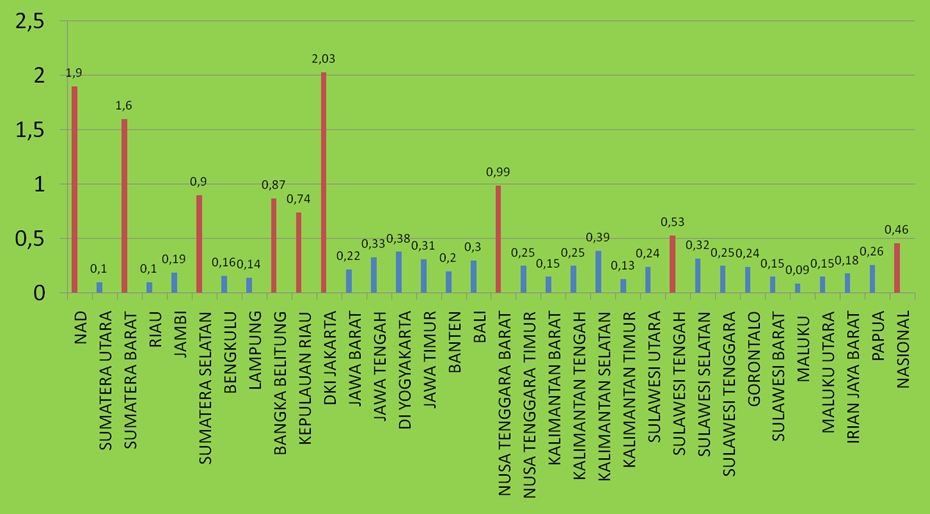 2,5
2
1,5
1
0,5
0
1,9
0,1
1,6
0,1
0,19
0,9
0,16
0,14
0,87
0,74
2,03
0,22
0,33
0,38
0,31
0,2
0,3
0,99
0,25
0,15
0,25
0,39
0,13
0,24
0,53
0,32
0,25
0,24
0,15
0,09
0,15
0,18
0,26
0,46
NAD
SUMATERA UTARA
SUMATERA BARAT
RIAU
JAMBI
SUMATERA SELATAN
BENGKULU
LAMPUNG
BANGKA BELITUNG
KEPULAUAN RIAU
DKI JAKARTA
JAWA BARAT
JAWA TENGAH
DI YOGYAKARTA
JAWA TIMUR
BANTEN
BALI
NUSA TENGGARA BARAT
NUSA TENGGARA TIMUR
KALIMANTAN BARAT
KALIMANTAN TENGAH
KALIMANTAN SELATAN
KALIMANTAN TIMUR
SULAWESI UTARA
SULAWESI TENGAH
SULAWESI SELATAN
SULAWESI TENGGARA
GORONTALO
SULAWESI BARAT
MALUKU
MALUKU UTARA
IRIAN JAYA BARAT
PAPUA
NASIONAL